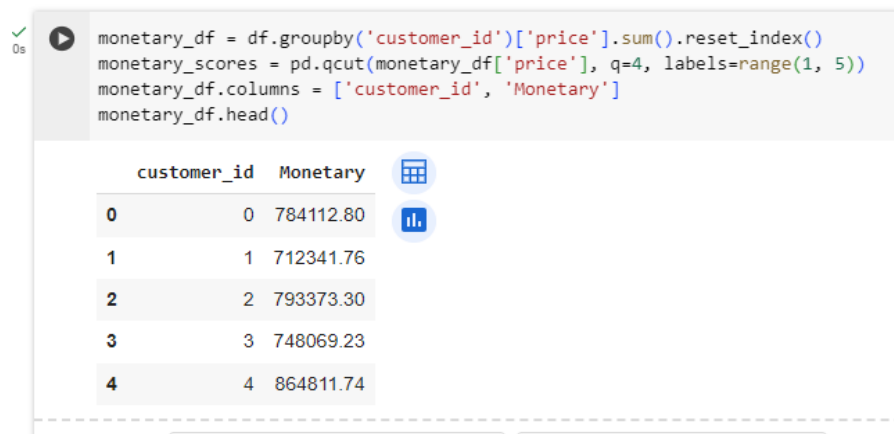 monetary_df = df.groupby('customer_id')['price'].sum().reset_index()
0s
monetary_scores = pd.qcut(monetary_df['price'], q=4, labels=range(1, 5))
monetary_df.columns = ['customer_id', 'Monetary']
monetary_df.head()
customer_id Monetary
0 0 784112.80
1 1 712341.76
2 2 793373.30
3 3 748069.23
4 4 864811.74